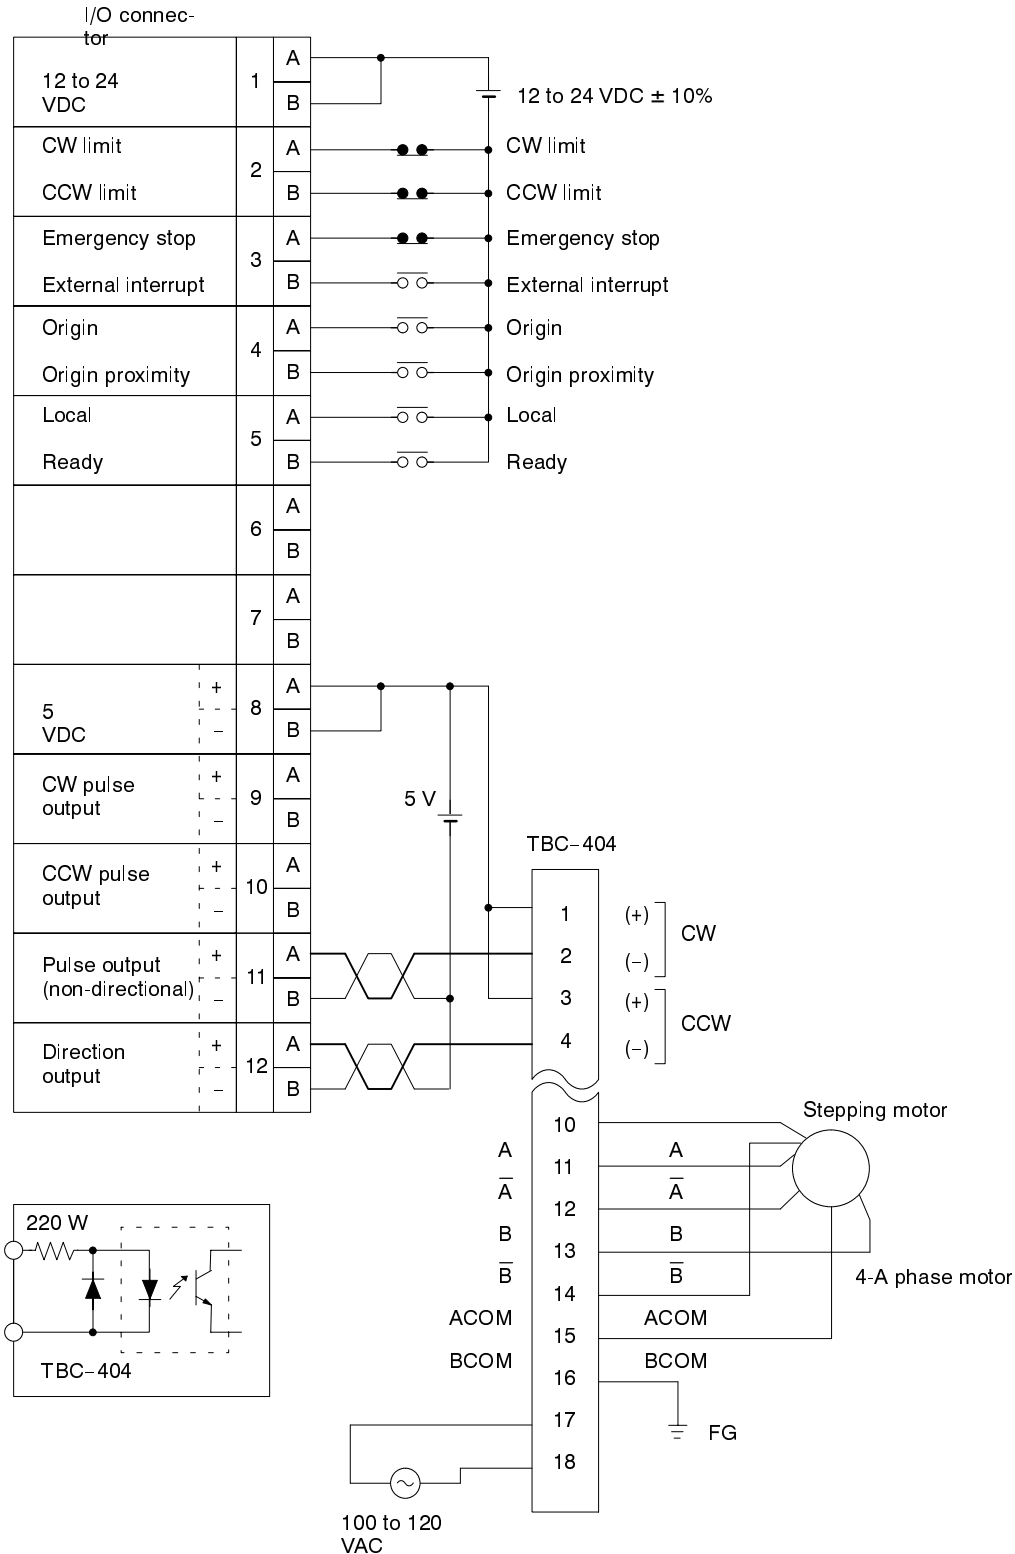 I/O connec-
tor
12 to 24
VDC
1
A
B
12 to 24 VDC ± 10%
CW limit
CCW limit
2
A
B
CW limit
CCW limit
Emergency stop
External interrupt
3
A
B
Emergency stop
External interrupt
Origin
Origin proximity
4
A
B
Origin
Origin proximity
Local
Ready
5
A
B
Local
Ready
6
A
B
7
A
B
5
VDC
+
−
8
A
B
CW pulse
output
+
−
9
A
B
5 V
CCW pulse
output
+
−
10
A
B
Pulse output
(non-directional)
+
−
11
A
B
Direction
output
+
−
12
A
B
TBC−404
1
(+)
CW
2
(−)
3
(+)
CCW
4
(−)
10
Stepping motor
A
A
11
A̅
A̅
12
B
B
13
B̅
B̅
4-A phase motor
14
ACOM
ACOM
15
BCOM
BCOM
16
FG
17
18
100 to 120
VAC
220 W
TBC−404